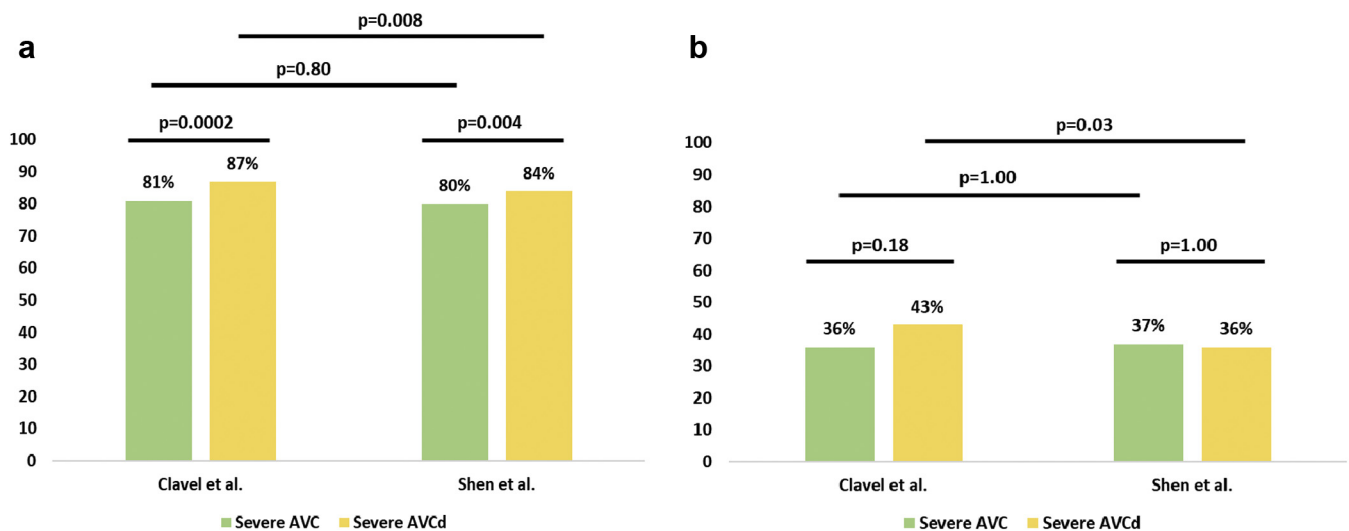 a
p=0.008
p=0.80
p=0.0002
p=0.004
100
90
80
70
60
50
40
30
20
10
0
81%
87%
80%
84%
Clavel et al.
Shen et al.
Severe AVC
Severe AVCd
b
p=0.03
p=1.00
p=0.18
p=1.00
100
90
80
70
60
50
40
30
20
10
0
36%
43%
37%
36%
Clavel et al.
Shen et al.
Severe AVC
Severe AVCd